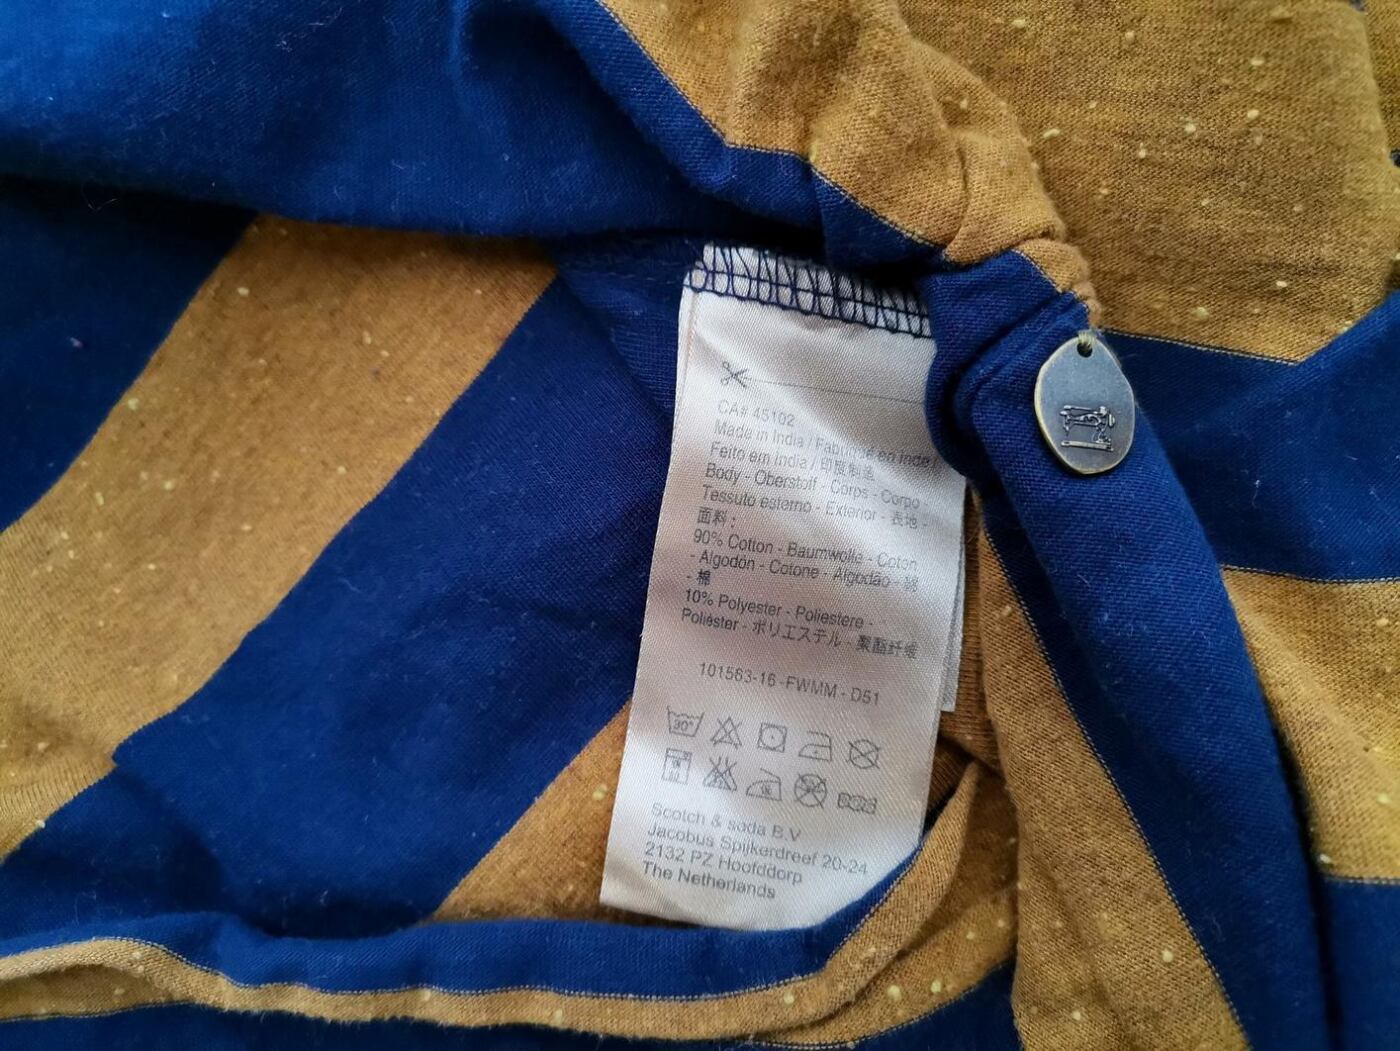 CA# 45102
Made in India / Fabriqué en Inde /
Feito em India / 印度制造
Body - Oberstoff - Corps - Corpo -
Tessuto esterno - Exterior - 表地 -
面料 :
90% Cotton - Baumwolle - Coton
- Algodón - Cotone - Algodão - 綿
- 棉
10% Polyester - Poliestere -
Poliéster - ポリエステル - 聚酯纤维
101563-16 -FWMM - D51
30°
Scotch & soda B.V
Jacobus Spijkerdreef 20-24
2132 PZ Hoofddorp
The Netherlands